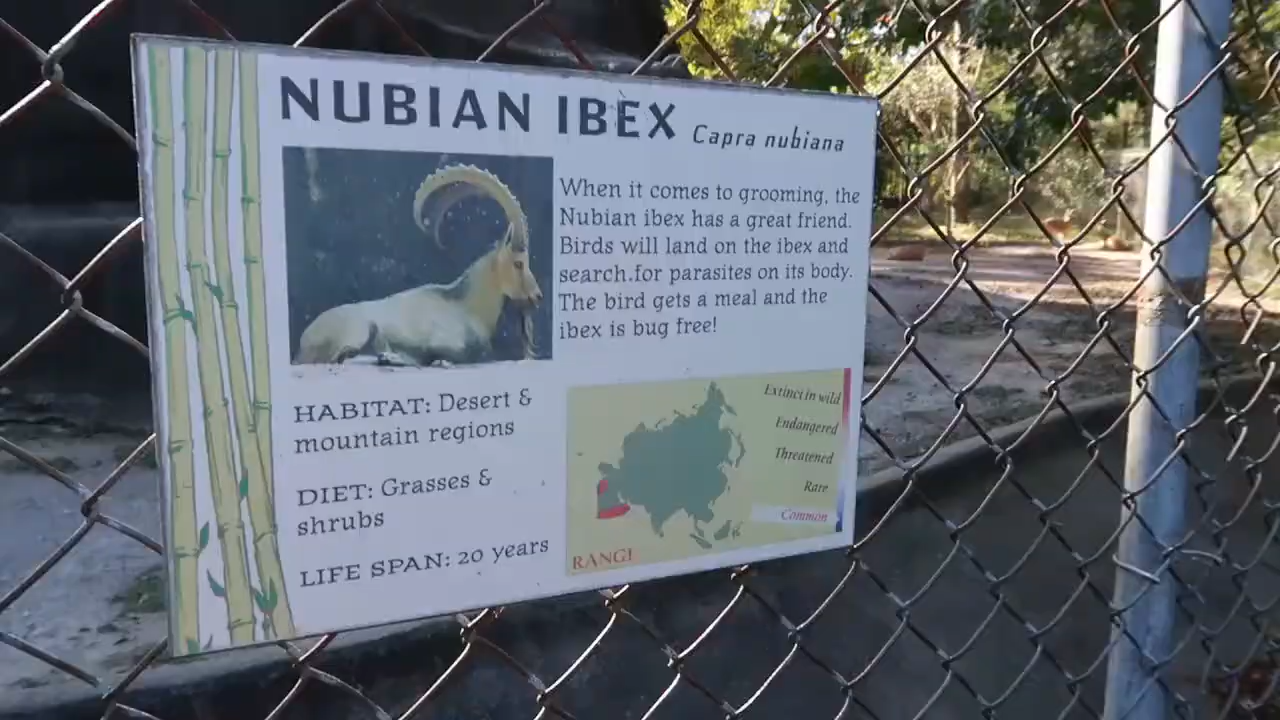 NUBIAN IBEX Capra nubiana
When it comes to grooming, the
Nubian ibex has a great friend.
Birds will land on the ibex and
search for parasites on its body.
The bird gets a meal and the
ibex is bug free!
HABITAT: Desert &
mountain regions
DIET: Grasses &
shrubs
LIFE SPAN: 20 years
Extinct in wild
Endangered
Threatened
Rare
Common
RANGE